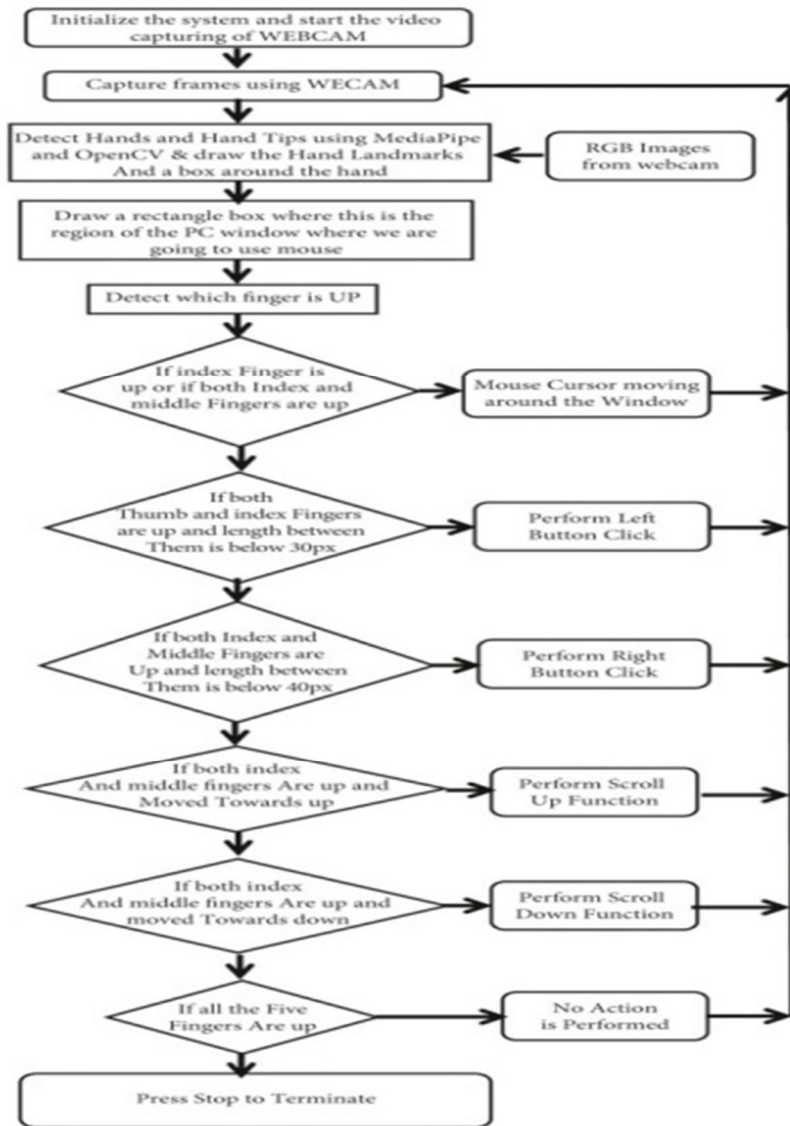 Initialize the system and start the video
capturing of WEBCAM
Capture frames using WECAM
Detect Hands and Hand Tips using MediaPipe
and OpenCV & draw the Hand Landmarks
And a box around the hand
RGB Images
from webcam
Draw a rectangle box where this is the
region of the PC window where we are
going to use mouse
Detect which finger is UP
If index Finger is
up or if both Index and
middle Fingers are up
Mouse Cursor moving
around the Window
If both
Thumb and index Fingers
are up and length between
Them is below 30px
Perform Left
Button Click
If both Index and
Middle Fingers are
Up and length between
Them is below 40px
Perform Right
Button Click
If both index
And middle fingers Are up and
Moved Towards up
Perform Scroll
Up Function
If both index
And middle fingers Are up and
moved Towards down
Perform Scroll
Down Function
If all the Five
Fingers Are up
No Action
is Performed
Press Stop to Terminate